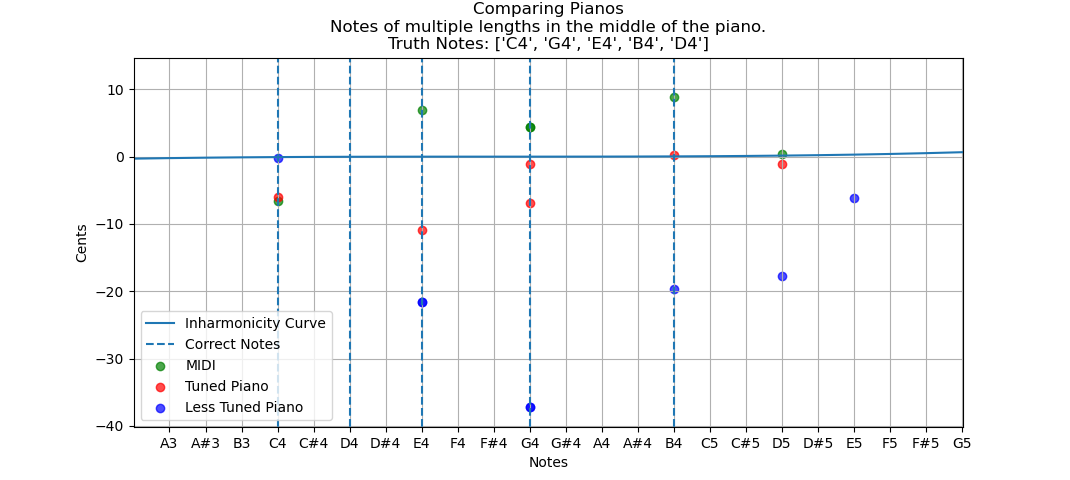 Comparing Pianos
Notes of multiple lengths in the middle of the piano.
Truth Notes: ['C4', 'G4', 'E4', 'B4', 'D4']
Cents
10
0
−10
−20
−30
−40
Inharmonicity Curve
Correct Notes
MIDI
Tuned Piano
Less Tuned Piano
A3 A#3 B3 C4 C#4 D4 D#4 E4 F4 F#4 G4 G#4 A4 A#4 B4 C5 C#5 D5 D#5 E5 F5 F#5 G5
Notes